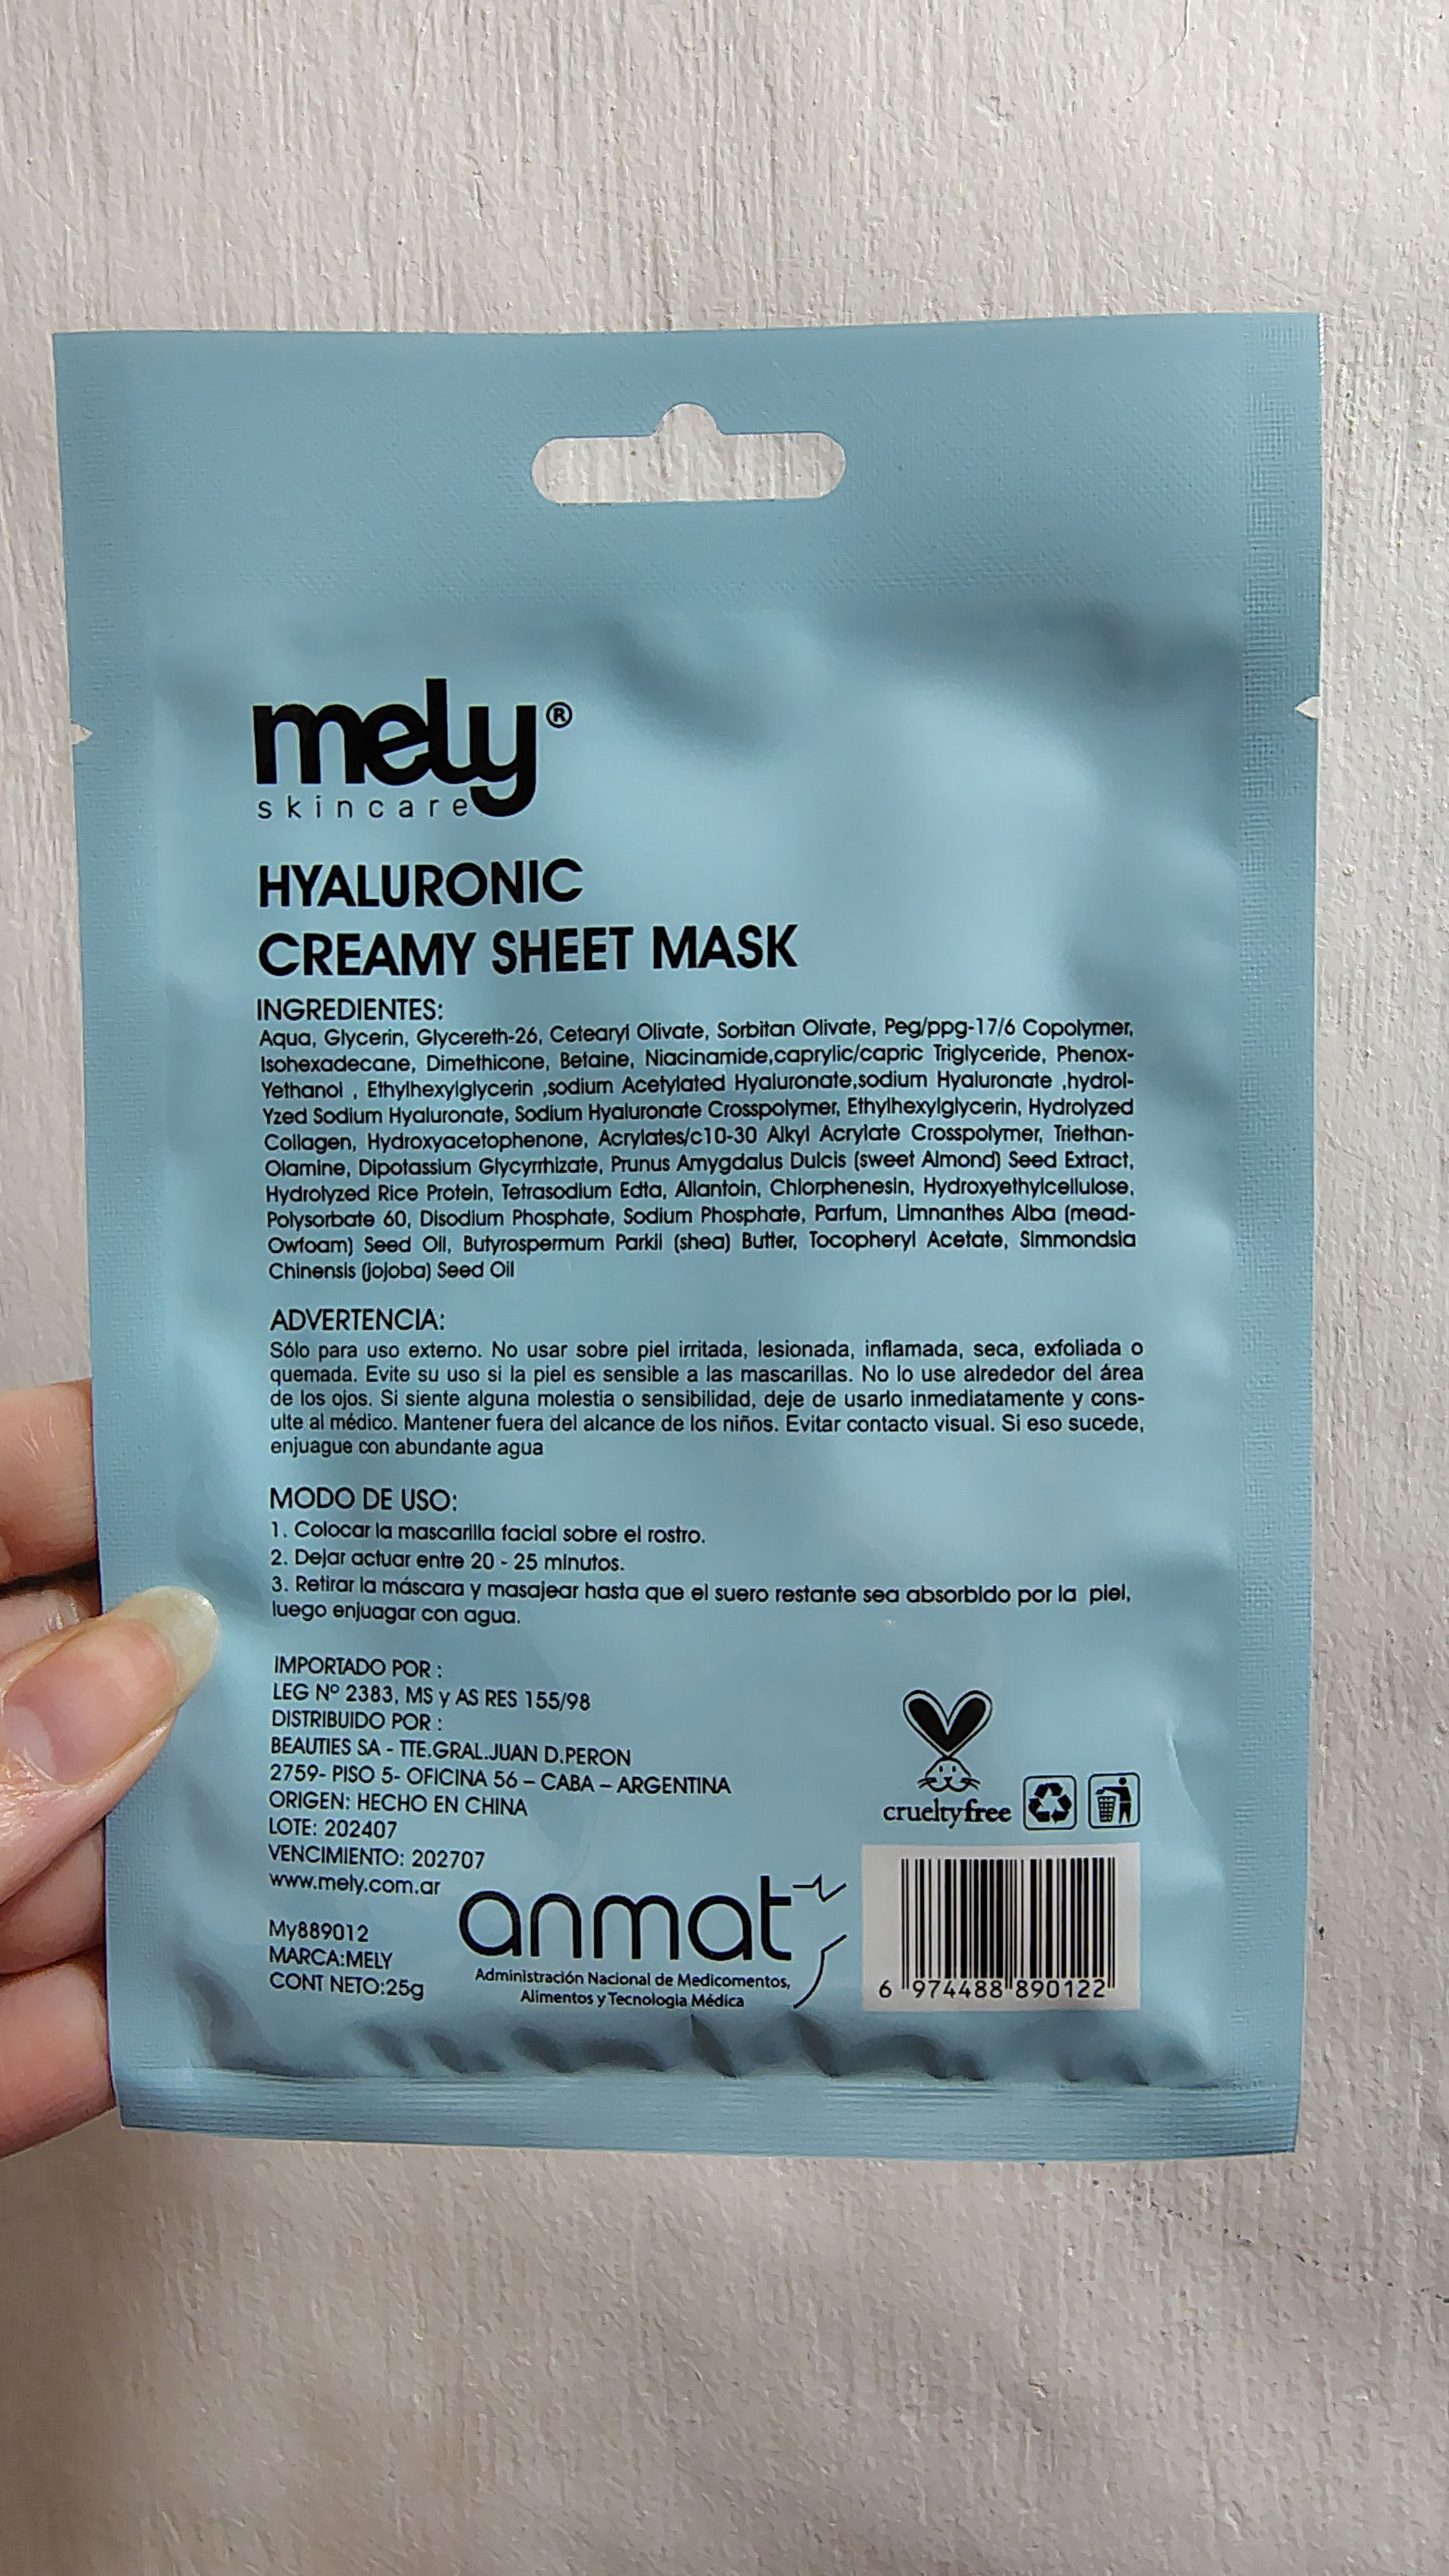 mely®
skincare
HYALURONIC
CREAMY SHEET MASK
INGREDIENTES:
Aqua, Glycerin, Glycereth-26, Cetearyl Olivate, Sorbitan Olivate, Peg/ppg-17/6 Copolymer,
Isohexadecane, Dimethicone, Betaine, Niacinamide,caprylic/capric Triglyceride, Phenox-
Yethanol , Ethylhexylglycerin ,sodium Acetylated Hyaluronate,sodium Hyaluronate ,hydrol-
Yzed Sodium Hyaluronate, Sodium Hyaluronate Crosspolymer, Ethylhexylglycerin, Hydrolyzed
Collagen, Hydroxyacetophenone, Acrylates/c10-30 Alkyl Acrylate Crosspolymer, Triethan-
Olamine, Dipotassium Glycyrrhizate, Prunus Amygdalus Dulcis (sweet Almond) Seed Extract,
Hydrolyzed Rice Protein, Tetrasodium Edta, Allantoin, Chlorphenesin, Hydroxyethylcellulose,
Polysorbate 60, Disodium Phosphate, Sodium Phosphate, Parfum, Limnanthes Alba (mead-
Owfoam) Seed Oil, Butyrospermum Parkii (shea) Butter, Tocopheryl Acetate, Simmondsia
Chinensis (jojoba) Seed Oil
ADVERTENCIA:
Sólo para uso externo. No usar sobre piel irritada, lesionada, inflamada, seca, exfoliada o
quemada. Evite su uso si la piel es sensible a las mascarillas. No lo use alrededor del área
de los ojos. Si siente alguna molestia o sensibilidad, deje de usarlo inmediatamente y cons-
ulte al médico. Mantener fuera del alcance de los niños. Evitar contacto visual. Si eso sucede,
enjuague con abundante agua
MODO DE USO:
1. Colocar la mascarilla facial sobre el rostro.
2. Dejar actuar entre 20 - 25 minutos.
3. Retirar la máscara y masajear hasta que el suero restante sea absorbido por la piel,
luego enjuagar con agua.
IMPORTADO POR :
LEG Nº 2383, MS y AS RES 155/98
DISTRIBUIDO POR :
BEAUTIES SA - TTE.GRAL.JUAN D.PERON
2759- PISO 5- OFICINA 56 – CABA – ARGENTINA
ORIGEN: HECHO EN CHINA
LOTE: 202407
VENCIMIENTO: 202707
www.mely.com.ar
My889012
MARCA:MELY
CONT NETO:25g
anmat
Administración Nacional de Medicomentos,
Alimentos y Tecnología Médica
crueltyfree
6 974488 890122